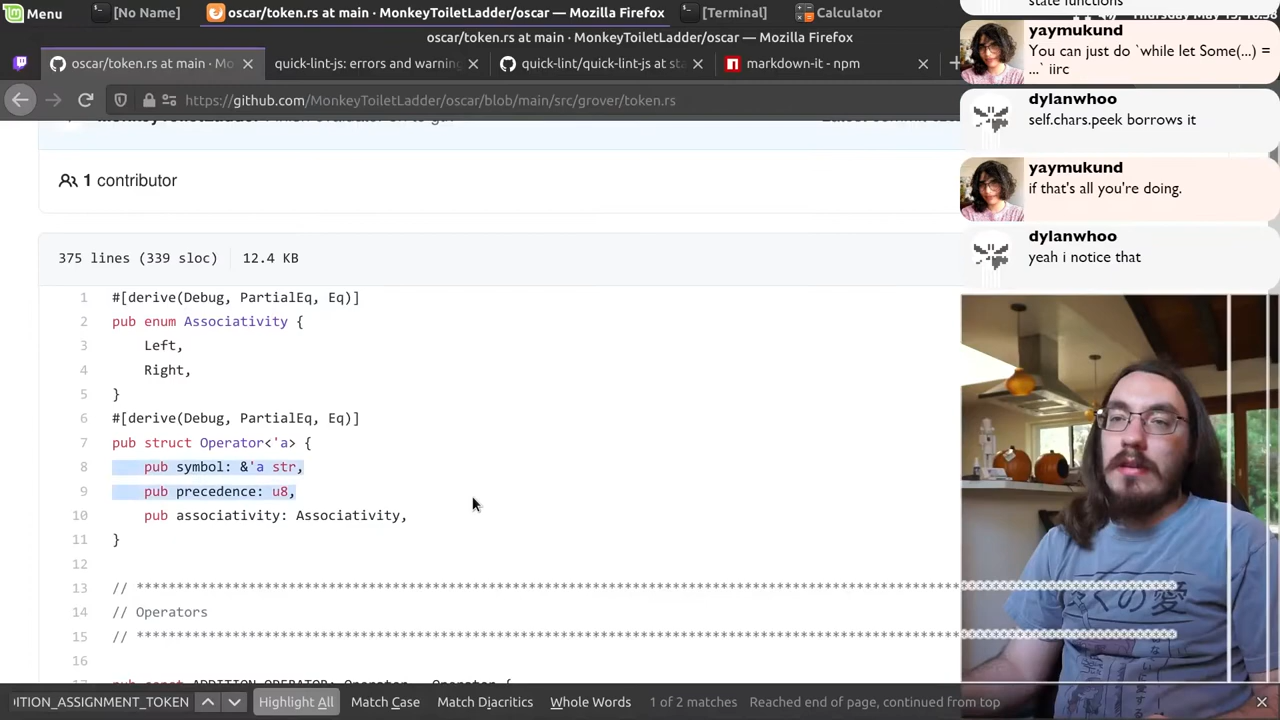 Menu
[No Name]
oscar/token.rs at main · MonkeyToiletLadder/oscar — Mozilla Firefox
[Terminal]
Calculator
oscar/token.rs at main · MonkeyToiletLadder/oscar — Mozilla Firefox
oscar/token.rs at main · Mo
quick-lint-js: errors and warning
quick-lint/quick-lint-js at sta
markdown-it - npm
https://github.com/MonkeyToiletLadder/oscar/blob/main/src/grover/token.rs
1 contributor
375 lines (339 sloc)
12.4 KB
1 #[derive(Debug, PartialEq, Eq)]
2 pub enum Associativity {
3 Left,
4 Right,
5 }
6 #[derive(Debug, PartialEq, Eq)]
7 pub struct Operator<'a> {
8 pub symbol: &'a str,
9 pub precedence: u8,
10 pub associativity: Associativity,
11 }
12
13 // **********************************************************************************************************************************
14 // Operators
15 // **********************************************************************************************************************************
16
state functions
yaymukund
You can just do `while let Some(...) =
...` iirc
dylanwhoo
self.chars.peek borrows it
yaymukund
if that's all you're doing.
dylanwhoo
yeah i notice that
の愛
ITION_ASSIGNMENT_TOKEN
Highlight All
Match Case
Match Diacritics
Whole Words
1 of 2 matches
Reached end of page, continued from top